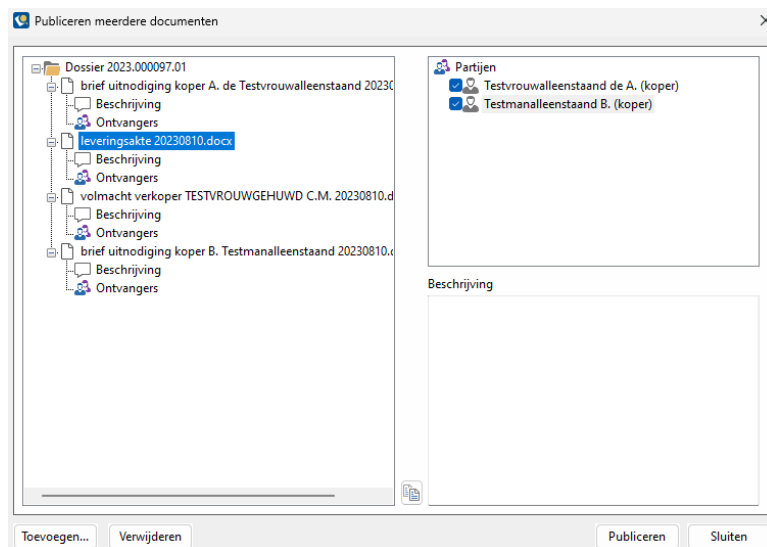 Publiceren meerdere documenten
Dossier 2023.000097.01
brief uitnodiging koper A. de Testvrouwalleenstaand 20230
Beschrijving
Ontvangers
leveringsakte 20230810.docx
Beschrijving
Ontvangers
volmacht verkoper TESTVROUWGEHUWD C.M. 20230810.d
Beschrijving
Ontvangers
brief uitnodiging koper B. Testmanalleenstaand 20230810.
Beschrijving
Ontvangers
Partijen
Testvrouwalleenstaand de A. (koper)
Testmanalleenstaand B. (koper)
Beschrijving
Toevoegen...
Verwijderen
Publiceren
Sluiten